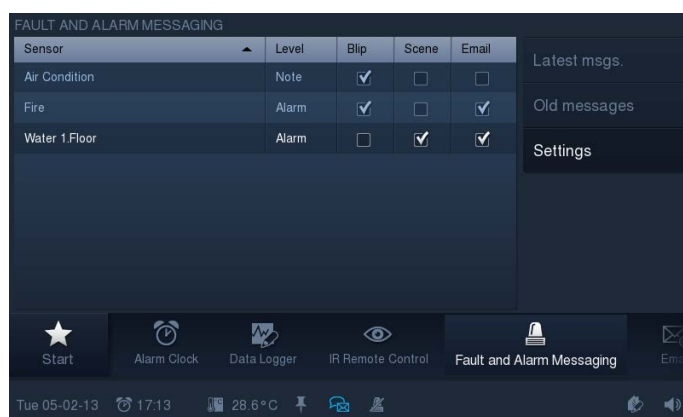 FAULT AND ALARM MESSAGING
Sensor Level Blip Scene Email
Air Condition Note
Fire Alarm
Water 1.Floor Alarm
Latest msgs.
Old messages
Settings
Start Alarm Clock Data Logger IR Remote Control Fault and Alarm Messaging Ema
Tue 05-02-13 17:13 28.6°C